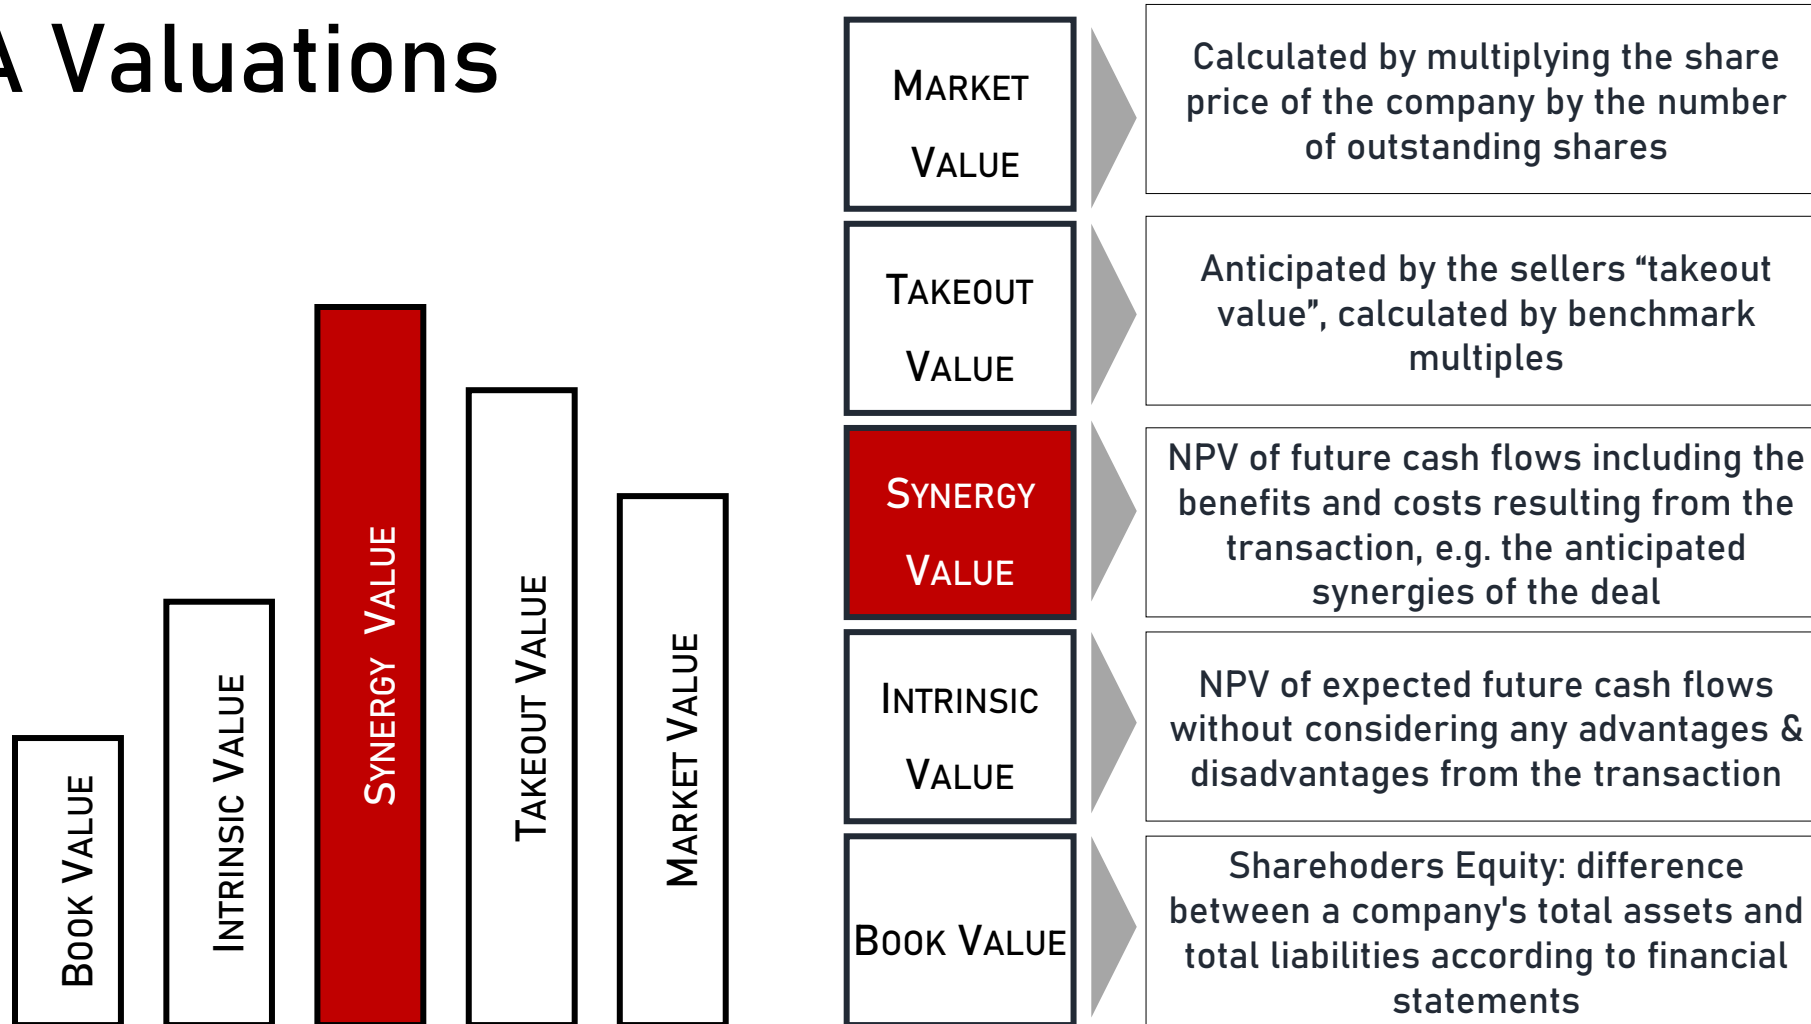 A Valuations
BOOK VALUE
INTRINSIC VALUE
SYNERGY VALUE
TAKEOUT VALUE
MARKET VALUE
MARKET
VALUE
Calculated by multiplying the share
price of the company by the number
of outstanding shares
TAKEOUT
VALUE
Anticipated by the sellers “takeout
value”, calculated by benchmark
multiples
SYNERGY
VALUE
NPV of future cash flows including the
benefits and costs resulting from the
transaction, e.g. the anticipated
synergies of the deal
INTRINSIC
VALUE
NPV of expected future cash flows
without considering any advantages &
disadvantages from the transaction
BOOK VALUE
Sharehoders Equity: difference
between a company's total assets and
total liabilities according to financial
statements